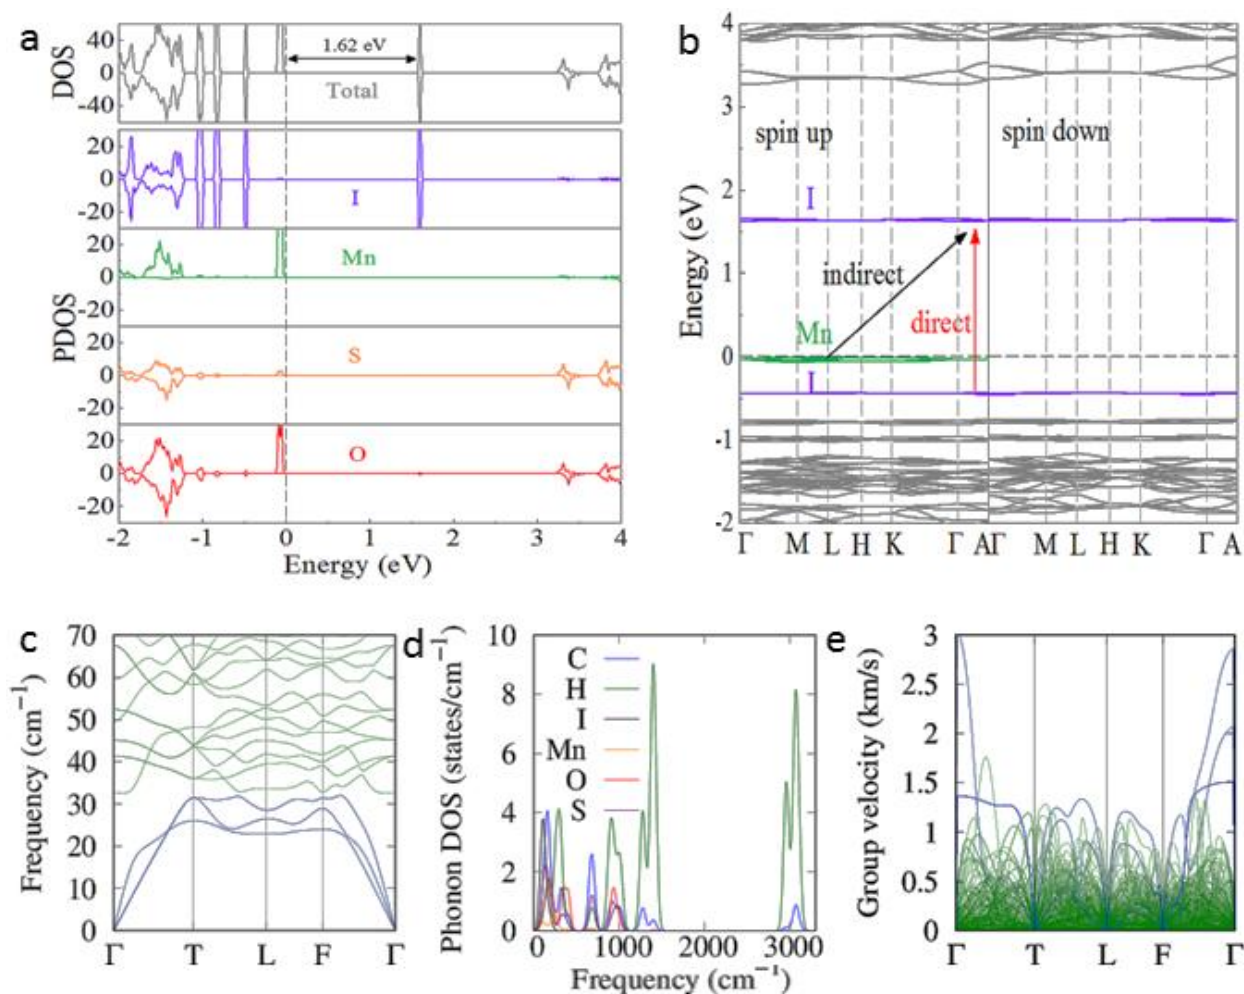 a
DOS
40
0
-40
1.62 eV
Total
PDOS
20
0
-20
I
20
0
-20
Mn
20
0
-20
S
20
0
-20
O
-2 -1 0 1 2 3 4
Energy (eV)
b
Energy (eV)
4
3
2
1
0
-1
-2
spin up
spin down
I
indirect
direct
Mn
I
Γ M L H K Γ A Γ M L H K Γ A
c
Frequency (cm−1)
70
60
50
40
30
20
10
0
Γ T L F Γ
d
Phonon DOS (states/cm−1)
10
8
6
4
2
0
C
H
I
Mn
O
S
0 1000 2000 3000
Frequency (cm−1)
e
Group velocity (km/s)
3
2.5
2
1.5
1
0.5
0
Γ T L F Γ